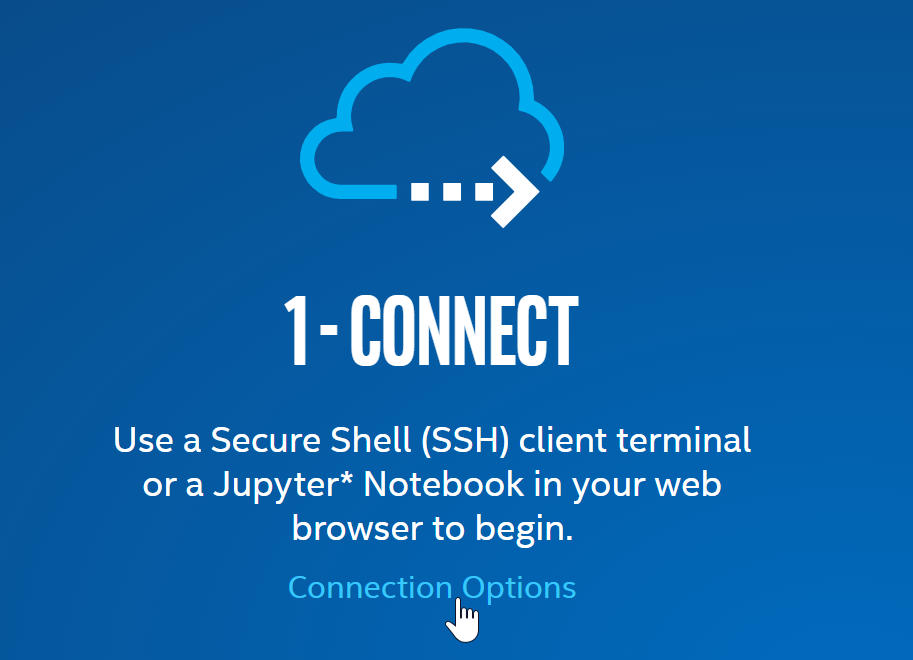 1 - CONNECT
Use a Secure Shell (SSH) client terminal
or a Jupyter* Notebook in your web
browser to begin.
Connection Options